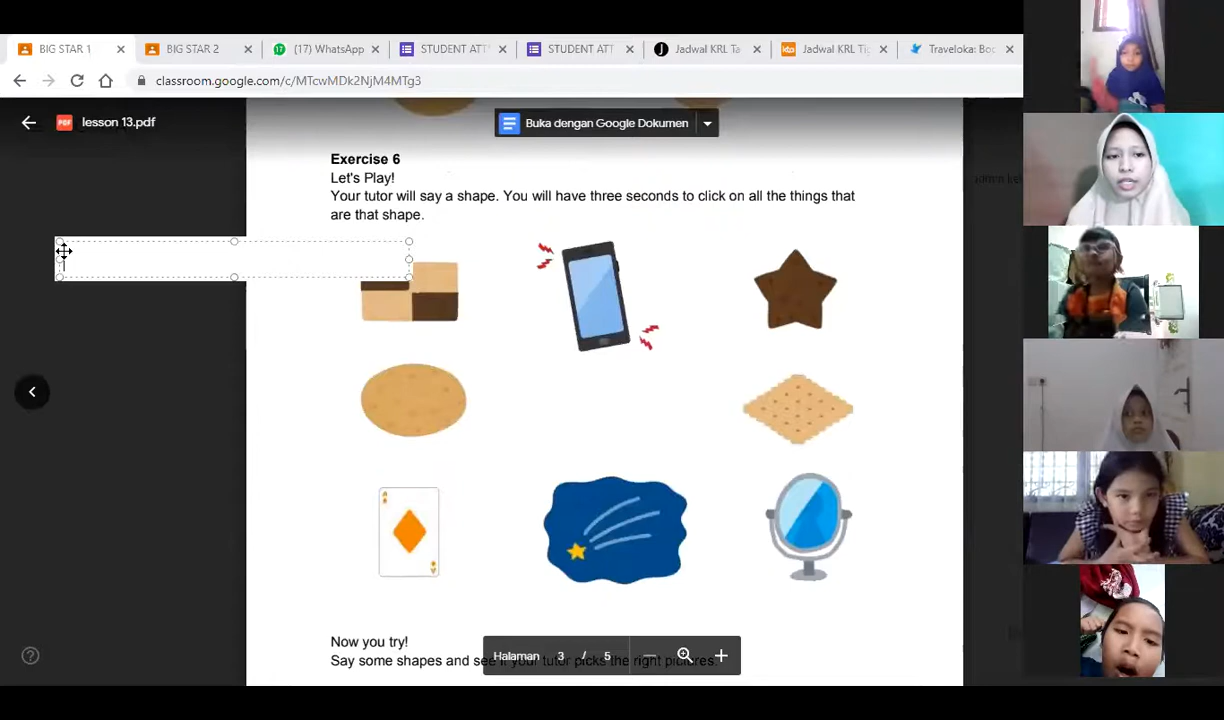 BIG STAR 1
BIG STAR 2
(17) WhatsApp
STUDENT ATT
STUDENT ATT
Jadwal KRL Ta
kto
Jadwal KRL Tig
Traveloka: Boo
classroom.google.com/c/MTcwMDk2NjM4MTg3
PDF
lesson 13.pdf
Buka dengan Google Dokumen
Exercise 6
Let's Play!
Your tutor will say a shape. You will have three seconds to click on all the things that
are that shape.
Now you try!
Say some shapes and see if your tutor picks the right pictures.
Halaman 3 / 5